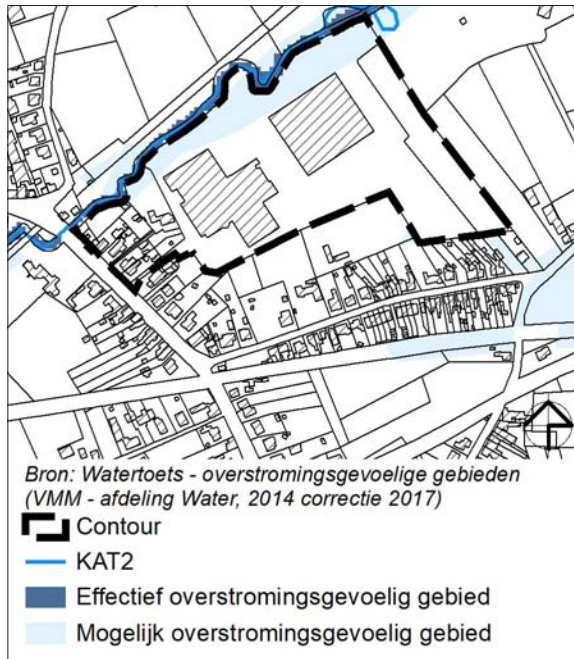 Bron: Watertoets - overstromingsgevoelige gebieden
(VMM - afdeling Water, 2014 correctie 2017)
Contour
KAT2
Effectief overstromingsgevoelig gebied
Mogelijk overstromingsgevoelig gebied